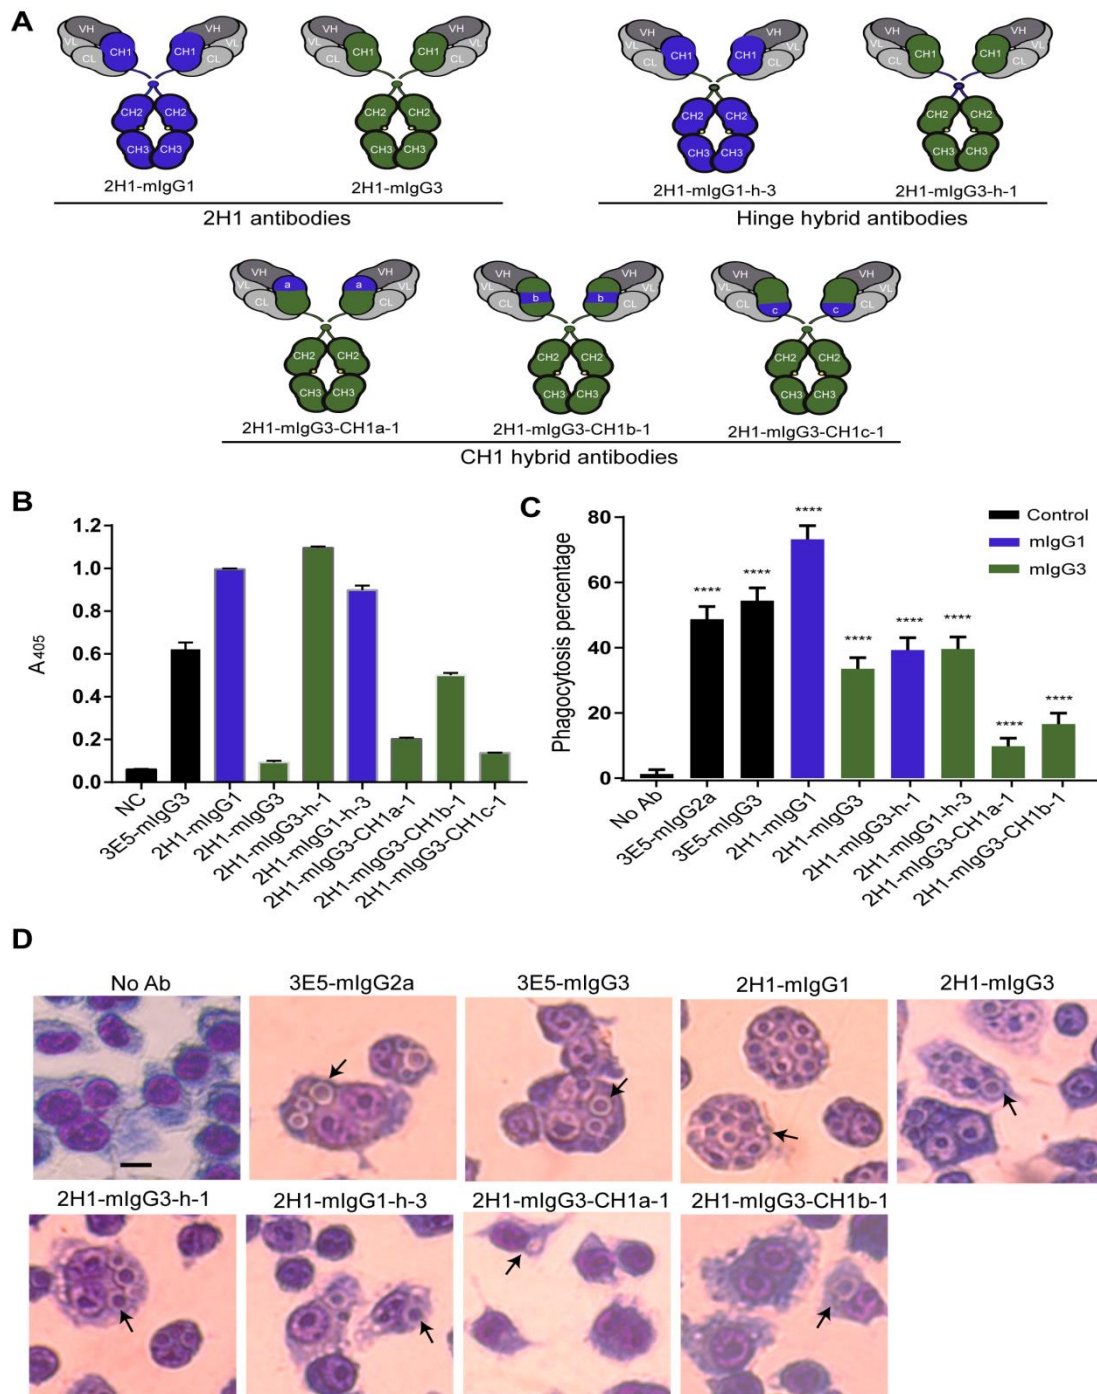 A
VH VL CH1 CL CH1 VH VL CL CH2 CH2 CH3 CH3
2H1-mIgG1
VH VL CH1 CL CH1 VH VL CL CH2 CH2 CH3 CH3
2H1-mIgG3
2H1 antibodies
VH VL CH1 CL CH1 VH VL CL CH2 CH2 CH3 CH3
2H1-mIgG1-h-3
VH VL CH1 CL CH1 VH VL CL CH2 CH2 CH3 CH3
2H1-mIgG3-h-1
Hinge hybrid antibodies
VH VL a CL a VH VL CL CH2 CH2 CH3 CH3
2H1-mIgG3-CH1a-1
VH VL b CL b VH VL CL CH2 CH2 CH3 CH3
2H1-mIgG3-CH1b-1
VH VL c CL c VH VL CL CH2 CH2 CH3 CH3
2H1-mIgG3-CH1c-1
CH1 hybrid antibodies
B
A405
1.2
1.0
0.8
0.6
0.4
0.2
0.0
NC
3E5-mIgG3
2H1-mIgG1
2H1-mIgG3
2H1-mIgG3-h-1
2H1-mIgG1-h-3
2H1-mIgG3-CH1a-1
2H1-mIgG3-CH1b-1
2H1-mIgG3-CH1c-1
C
Phagocytosis percentage
80
60
40
20
0
**** **** **** **** **** **** **** ****
Control
mIgG1
mIgG3
No Ab
3E5-mIgG2a
3E5-mIgG3
2H1-mIgG1
2H1-mIgG3
2H1-mIgG3-h-1
2H1-mIgG1-h-3
2H1-mIgG3-CH1a-1
2H1-mIgG3-CH1b-1
D
No Ab
3E5-mIgG2a
3E5-mIgG3
2H1-mIgG1
2H1-mIgG3
2H1-mIgG3-h-1
2H1-mIgG1-h-3
2H1-mIgG3-CH1a-1
2H1-mIgG3-CH1b-1